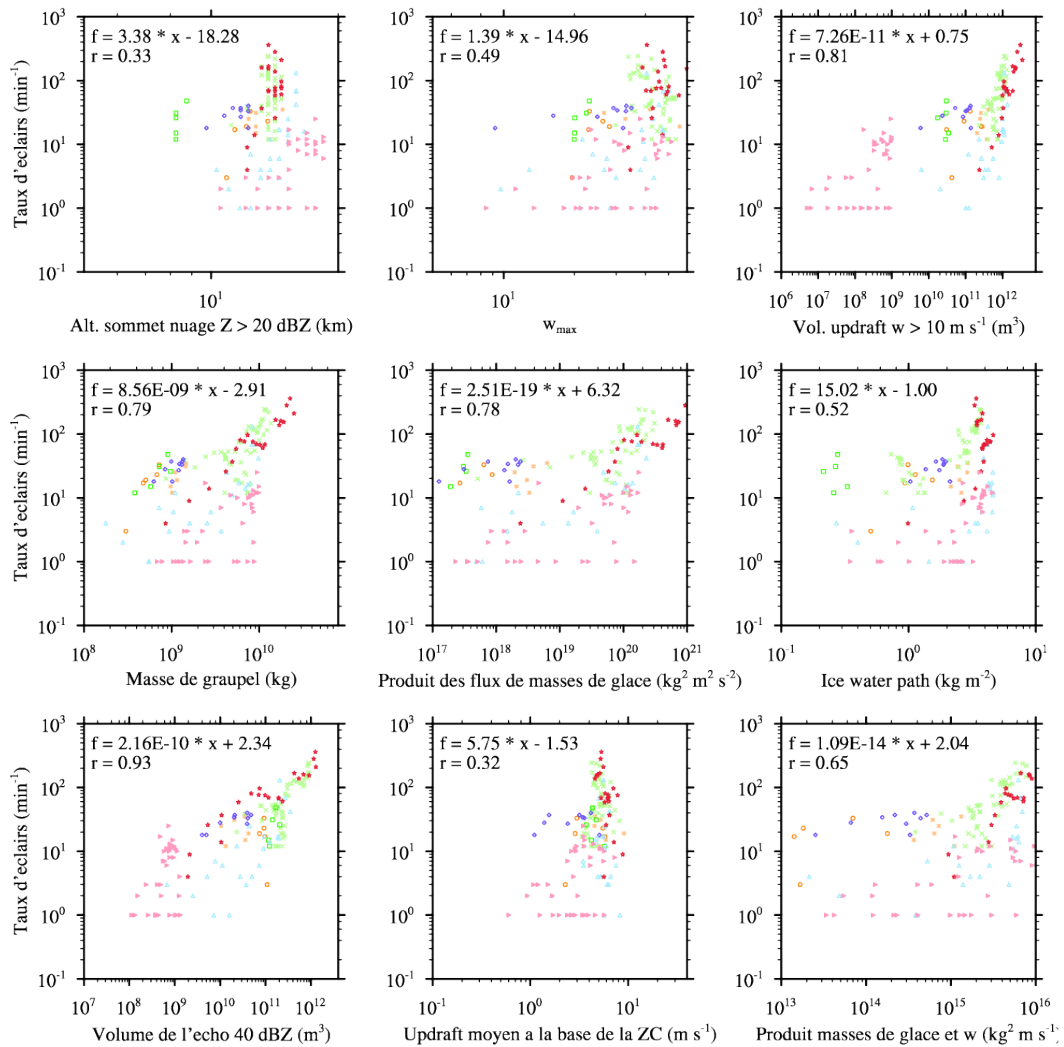 f = 3.38 * x - 18.28
r = 0.33
Taux d'eclairs (min⁻¹)
10³
10²
10¹
10⁰
10⁻¹
10¹
Alt. sommet nuage Z > 20 dBZ (km)
f = 1.39 * x - 14.96
r = 0.49
10¹
w_max
f = 7.26E-11 * x + 0.75
r = 0.81
10⁶ 10⁷ 10⁸ 10⁹ 10¹⁰ 10¹¹ 10¹²
Vol. updraft w > 10 m s⁻¹ (m³)
f = 8.56E-09 * x - 2.91
r = 0.79
Taux d'eclairs (min⁻¹)
10³
10²
10¹
10⁰
10⁻¹
10⁸ 10⁹ 10¹⁰
Masse de graupel (kg)
f = 2.51E-19 * x + 6.32
r = 0.78
10¹⁷ 10¹⁸ 10¹⁹ 10²⁰ 10²¹
Produit des flux de masses de glace (kg² m² s⁻²)
f = 15.02 * x - 1.00
r = 0.52
10⁻¹ 10⁰ 10¹
Ice water path (kg m⁻²)
f = 2.16E-10 * x + 2.34
r = 0.93
Taux d'eclairs (min⁻¹)
10³
10²
10¹
10⁰
10⁻¹
10⁷ 10⁸ 10⁹ 10¹⁰ 10¹¹ 10¹²
Volume de l'echo 40 dBZ (m³)
f = 5.75 * x - 1.53
r = 0.32
10⁻¹ 10⁰ 10¹
Updraft moyen a la base de la ZC (m s⁻¹)
f = 1.09E-14 * x + 2.04
r = 0.65
10¹³ 10¹⁴ 10¹⁵ 10¹⁶
Produit masses de glace et w (kg² m s⁻¹)